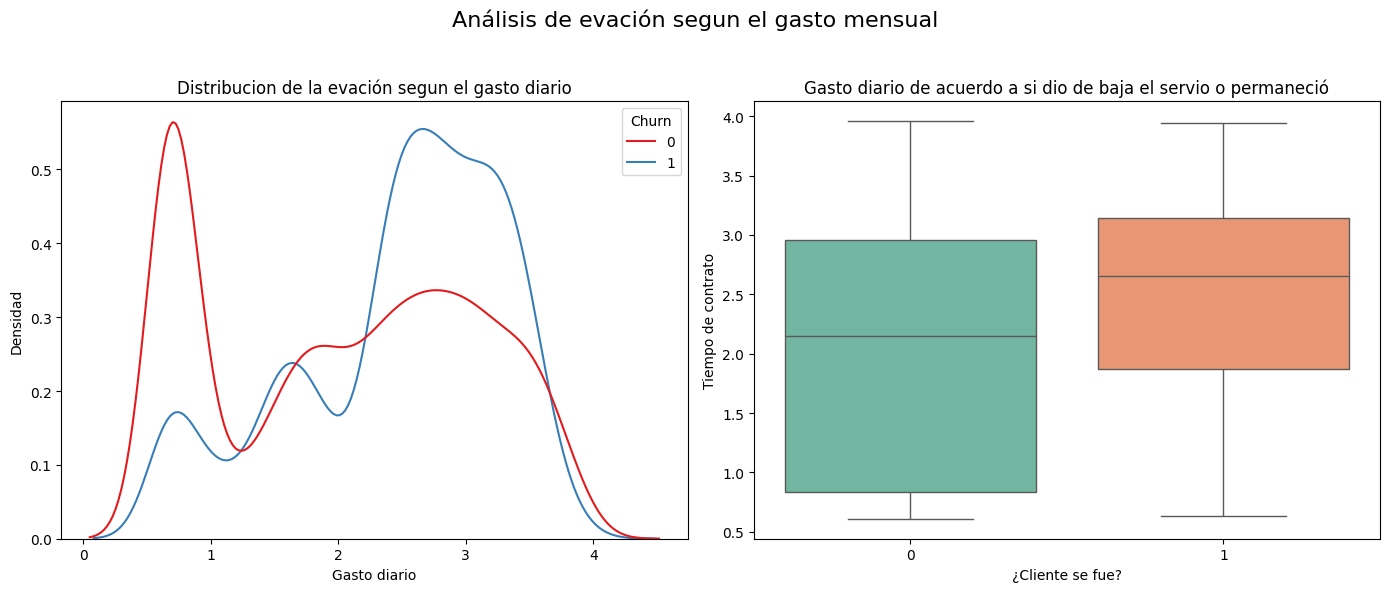 Análisis de evación segun el gasto mensual
Distribucion de la evación segun el gasto diario
Churn
0
1
0.5
0.4
0.3
0.2
0.1
0.0
Densidad
0
1
2
3
4
Gasto diario
Gasto diario de acuerdo a si dio de baja el servio o permaneció
4.0
3.5
3.0
2.5
2.0
1.5
1.0
0.5
Tiempo de contrato
0
1
¿Cliente se fue?